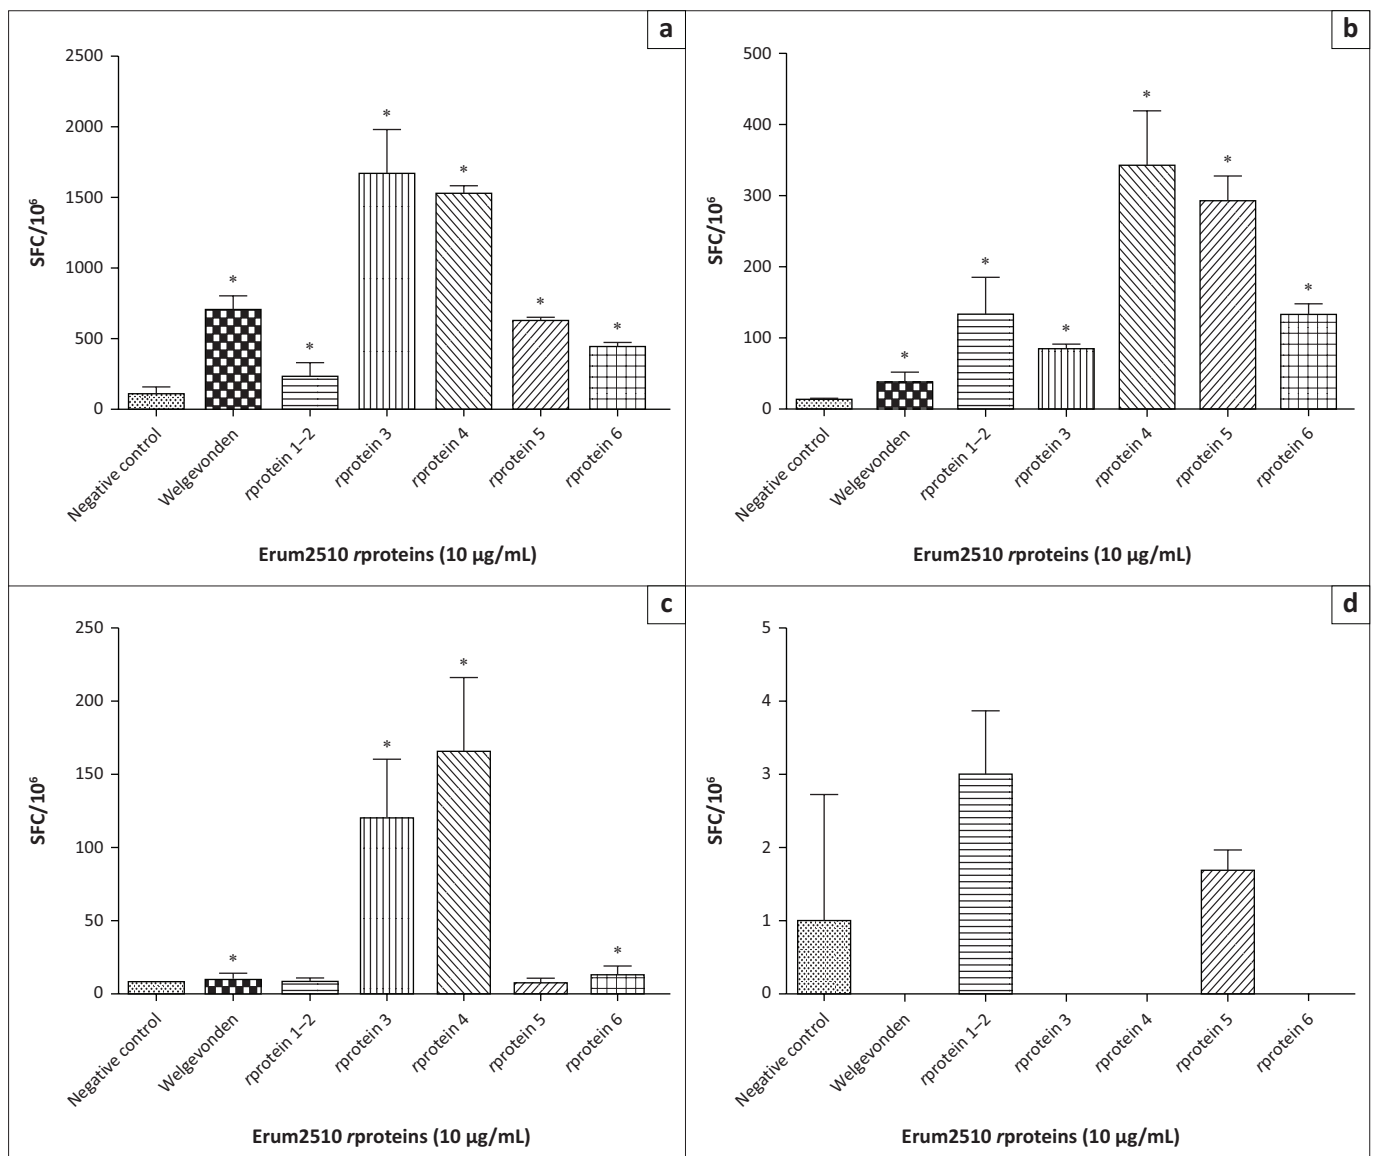 a
2500
2000
1500
1000
500
0
SFC/10⁶
*
*
*
*
*
*
Negative control
Welgevonden
rprotein 1–2
rprotein 3
rprotein 4
rprotein 5
rprotein 6
Erum2510 rproteins (10 µg/mL)
b
500
400
300
200
100
0
SFC/10⁶
*
*
*
*
*
*
Negative control
Welgevonden
rprotein 1–2
rprotein 3
rprotein 4
rprotein 5
rprotein 6
Erum2510 rproteins (10 µg/mL)
c
250
200
150
100
50
0
SFC/10⁶
*
*
*
*
Negative control
Welgevonden
rprotein 1–2
rprotein 3
rprotein 4
rprotein 5
rprotein 6
Erum2510 rproteins (10 µg/mL)
d
5
4
3
2
1
0
SFC/10⁶
Negative control
Welgevonden
rprotein 1–2
rprotein 3
rprotein 4
rprotein 5
rprotein 6
Erum2510 rproteins (10 µg/mL)